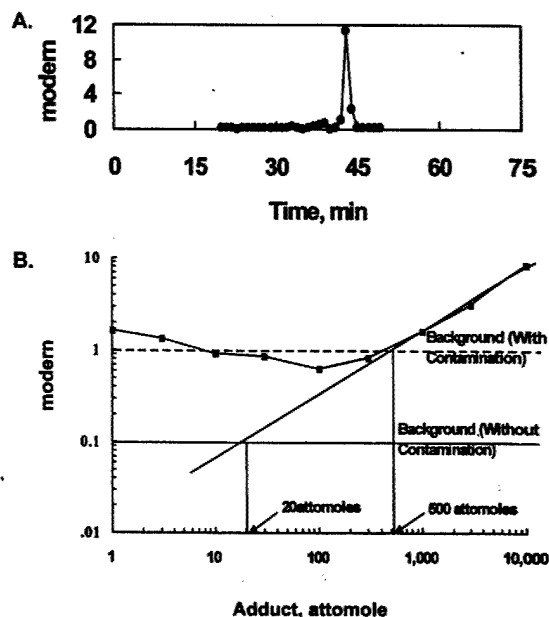 A.
modern
12
8
4
0
0 15 30 45 60 75
Time, min
B.
modern
10
1
0.1
.01
Background (With
Contamination)
Background (Without
Contamination)
20attomoles
500 attomoles
1 10 100 1,000 10,000
Adduct, attomole